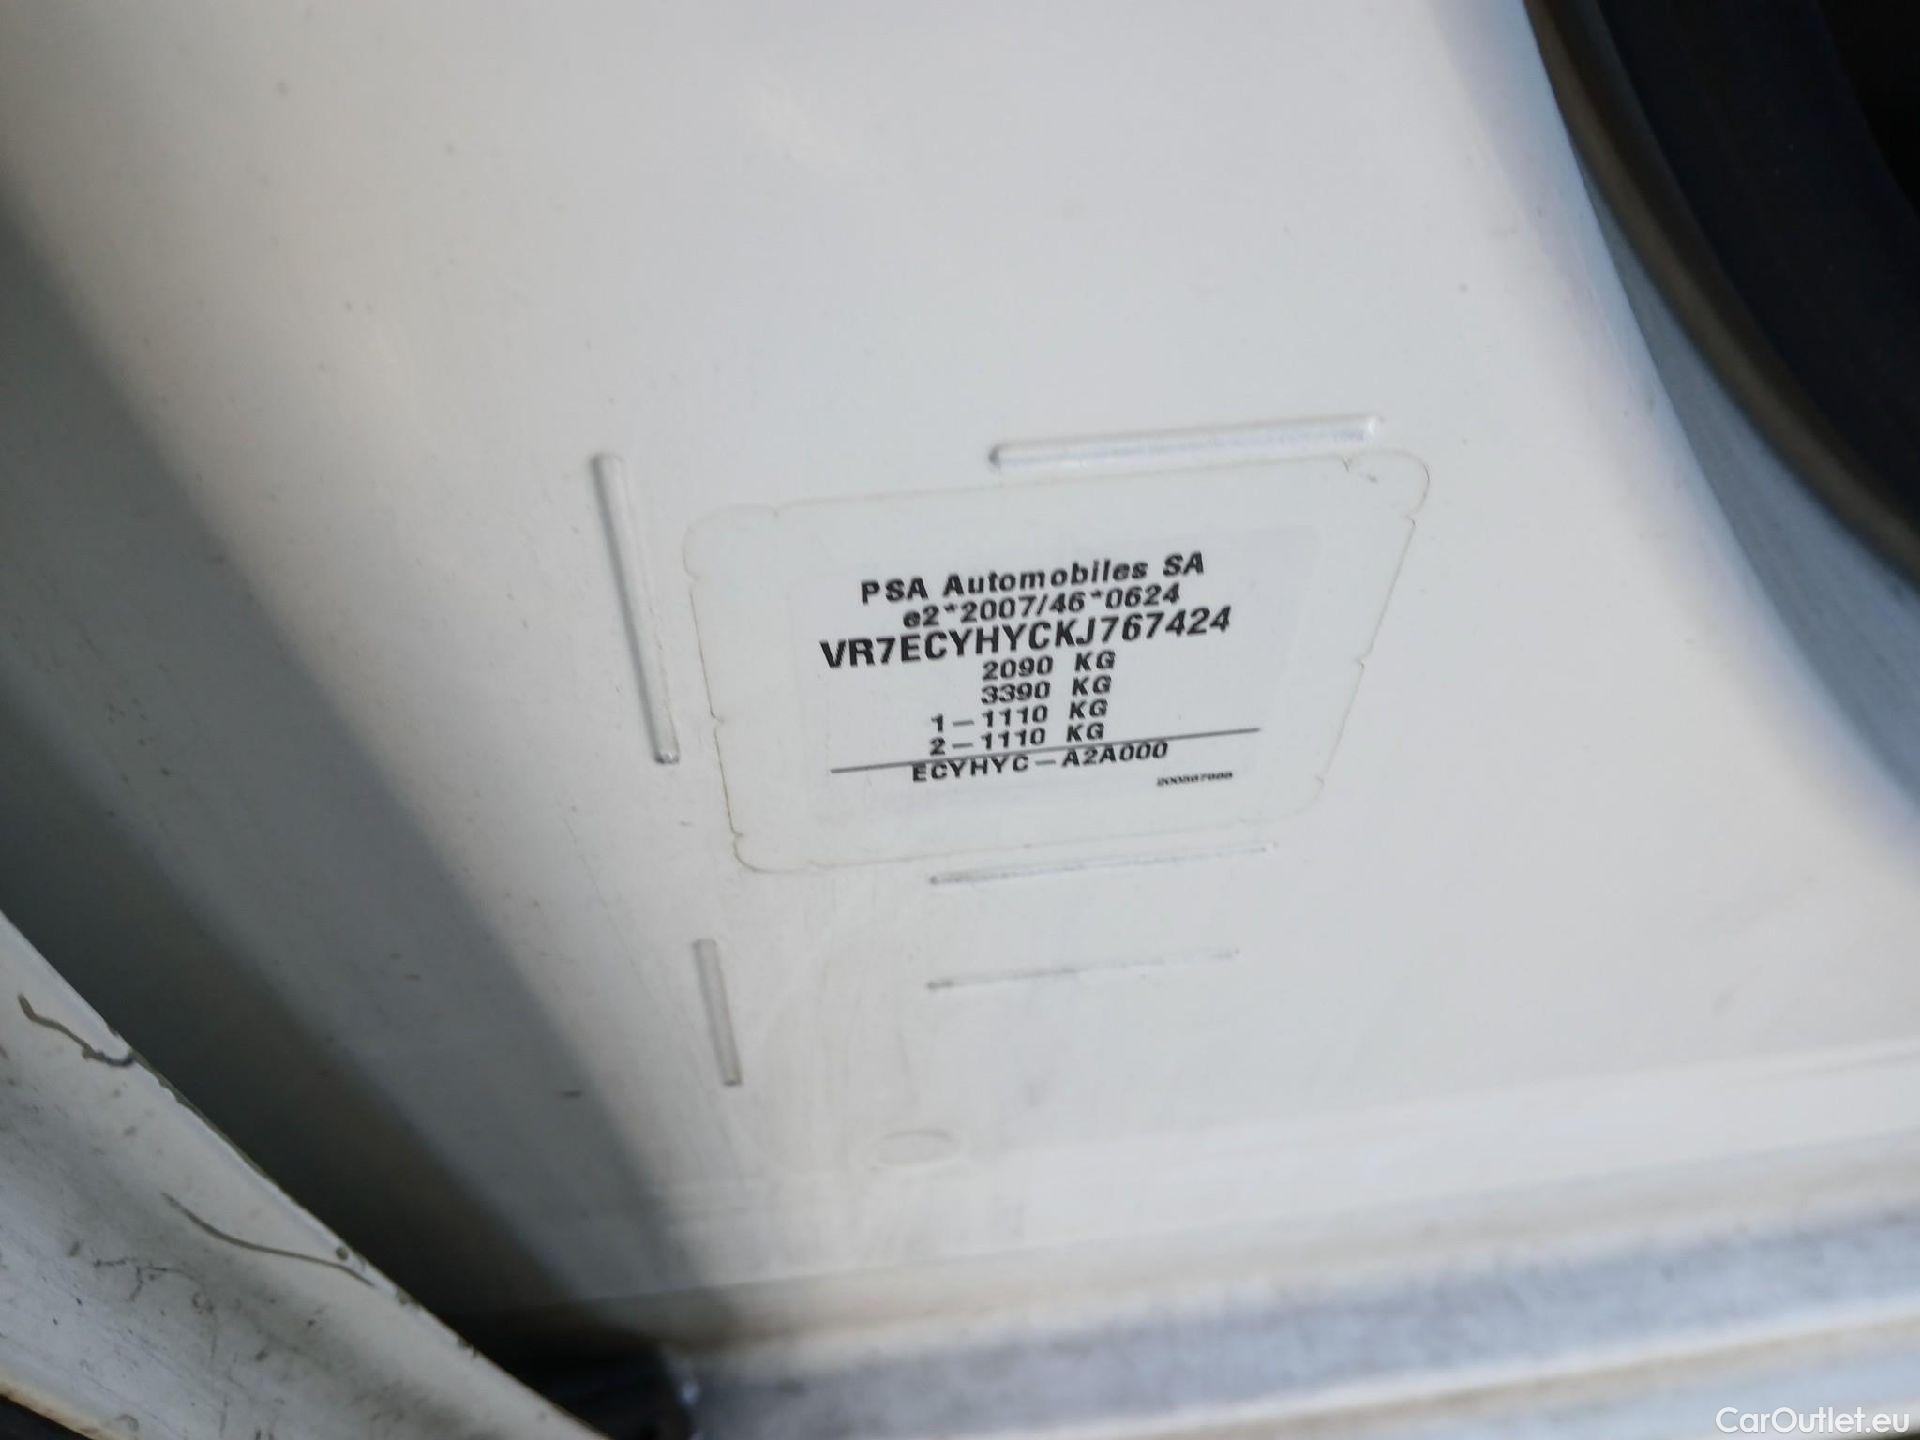 PSA Automobiles SA
e2*2007/46*0624
VR7ECYHYCKJ767424
2090 KG
3390 KG
1-1110 KG
2-1110 KG
ECYHYC-A2A000
CarOutlet.eu